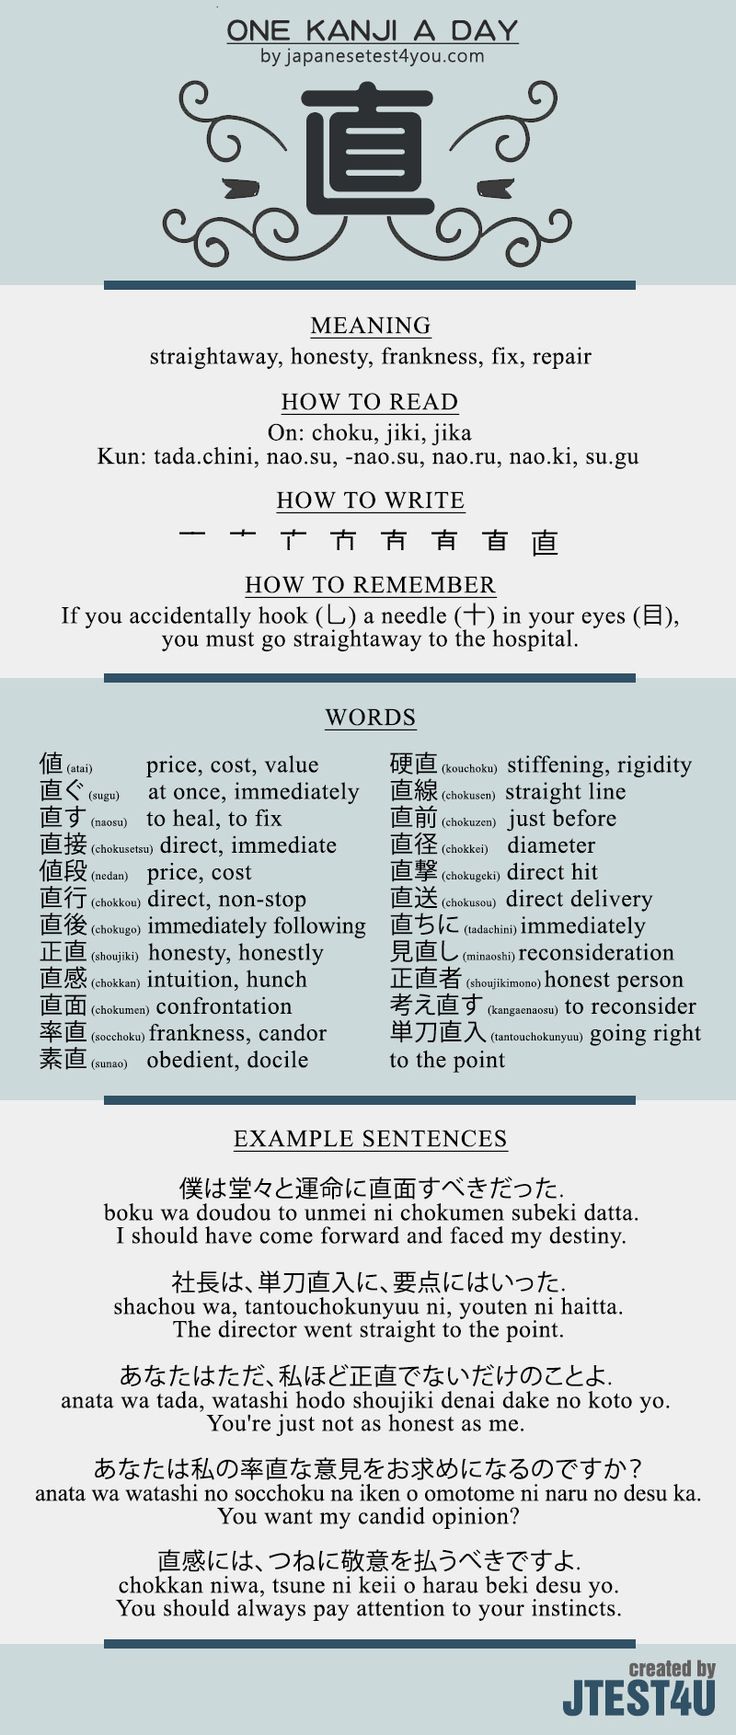 ONE KANJI A DAY
by japanesetest4you.com
直
MEANING
straightaway, honesty, frankness, fix, repair
HOW TO READ
On: choku, jiki, jika
Kun: tada.chini, nao.su, -nao.su, nao.ru, nao.ki, su.gu
HOW TO WRITE
直
HOW TO REMEMBER
If you accidentally hook (乚) a needle (十) in your eyes (目),
you must go straightaway to the hospital.
WORDS
値 (atai) price, cost, value
直ぐ (sugu) at once, immediately
直す (naosu) to heal, to fix
直接 (chokusetsu) direct, immediate
値段 (nedan) price, cost
直行 (chokkou) direct, non-stop
直後 (chokugo) immediately following
正直 (shoujiki) honesty, honestly
直感 (chokkan) intuition, hunch
直面 (chokumen) confrontation
率直 (socchoku) frankness, candor
素直 (sunao) obedient, docile
硬直 (kouchoku) stiffening, rigidity
直線 (chokusen) straight line
直前 (chokuzen) just before
直径 (chokkei) diameter
直撃 (chokugeki) direct hit
直送 (chokusou) direct delivery
直ちに (tadachini) immediately
見直し (minaoshi) reconsideration
正直者 (shoujikimono) honest person
考え直す (kangaenaosu) to reconsider
単刀直入 (tantouchokunyuu) going right
to the point
EXAMPLE SENTENCES
僕は堂々と運命に直面すべきだった.
boku wa doudou to unmei ni chokumen subeki datta.
I should have come forward and faced my destiny.
社長は、単刀直入に、要点にはいった.
shachou wa, tantouchokunyuu ni, youten ni haitta.
The director went straight to the point.
あなたはただ、私ほど正直でないだけのことよ.
anata wa tada, watashi hodo shoujiki denai dake no koto yo.
You're just not as honest as me.
あなたは私の率直な意見をお求めになるのですか?
anata wa watashi no socchoku na iken o omotome ni naru no desu ka.
You want my candid opinion?
直感には、つねに敬意を払うべきですよ.
chokkan niwa, tsune ni keii o harau beki desu yo.
You should always pay attention to your instincts.
created by
JTEST4U